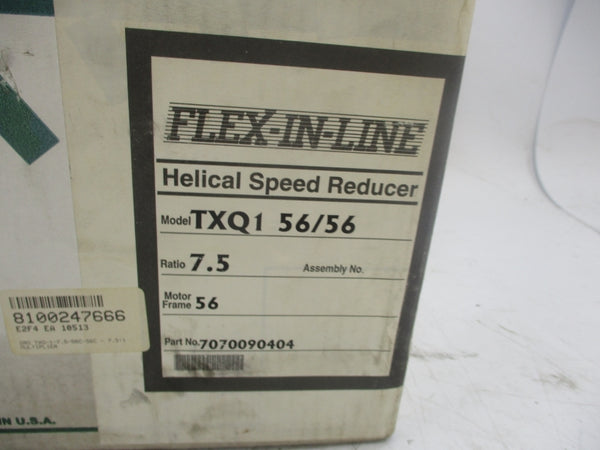 FLEX-IN-LINE
Helical Speed Reducer
Model TXQ1 56/56
Ratio 7.5 Assembly No.
Motor Frame 56
Part No. 7070090404
8100247666
E2F4 EA 10513
IN U.S.A.